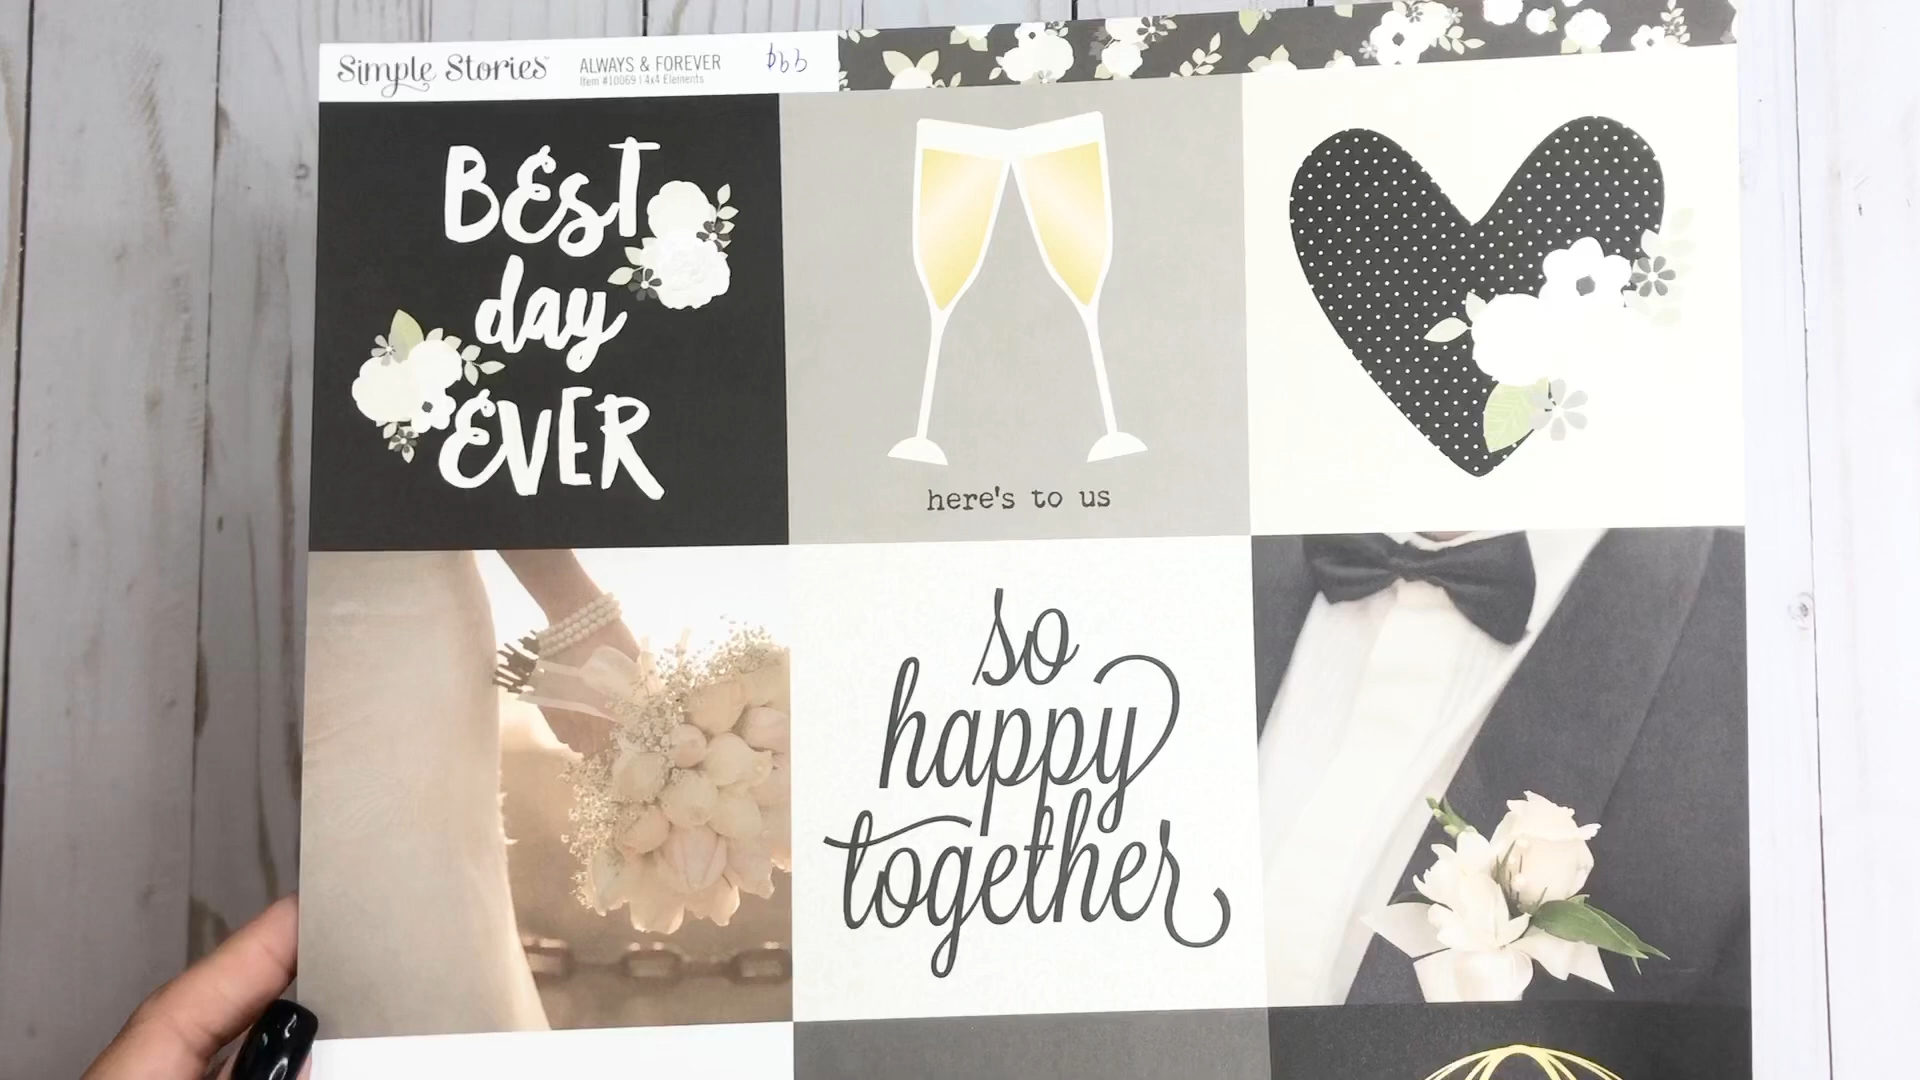 Simple Stories
ALWAYS & FOREVER
Item #10069 | 4x4 Elements
BEST
day
EVER
here's to us
so
happy
together